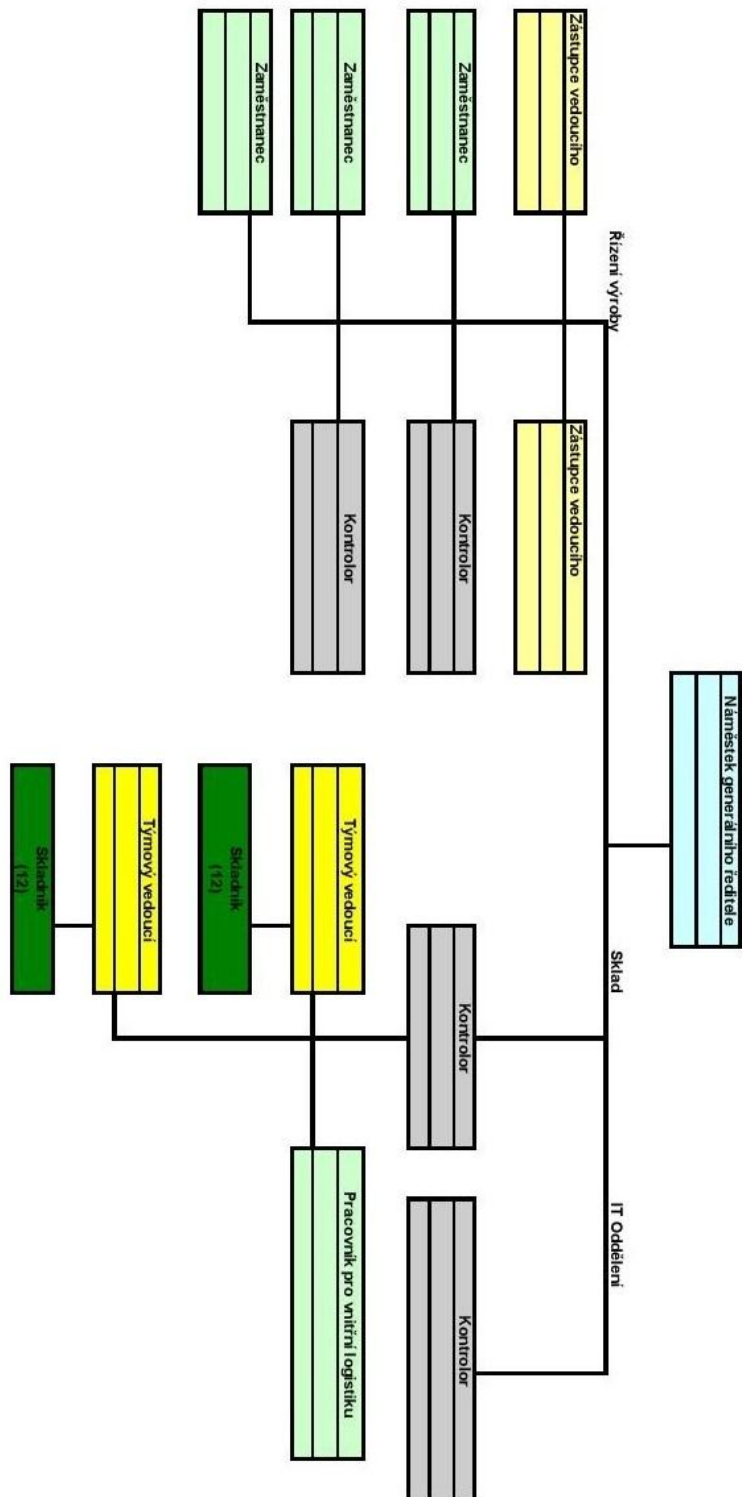 Náměstek generálního ředitele
Řízení výroby
Sklad
IT Oddělení
Zástupce vedoucího
Zástupce vedoucího
Zaměstnanec
Kontrolor
Kontrolor
Kontrolor
Zaměstnanec
Kontrolor
Týmový vedoucí
Pracovník pro vnitřní logistiku
Zaměstnanec
Skladník
(12)
Týmový vedoucí
Skladník
(12)